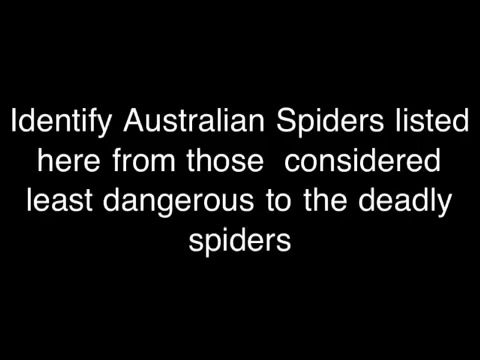 Identify Australian Spiders listed
here from those  considered
least dangerous to the deadly
spiders